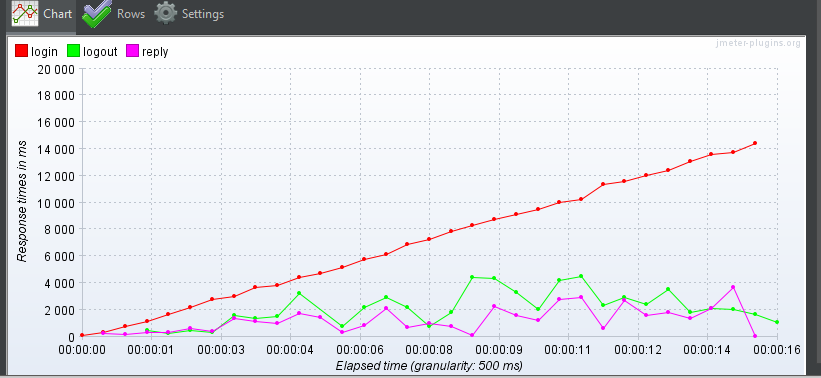 Chart Rows Settings
login logout reply
jmeter-plugins.org
20 000
18 000
16 000
14 000
12 000
10 000
8 000
6 000
4 000
2 000
0
Response times in ms
00:00:00 00:00:01 00:00:03 00:00:04 00:00:06 00:00:08 00:00:09 00:00:11 00:00:12 00:00:14 00:00:16
Elapsed time (granularity: 500 ms)